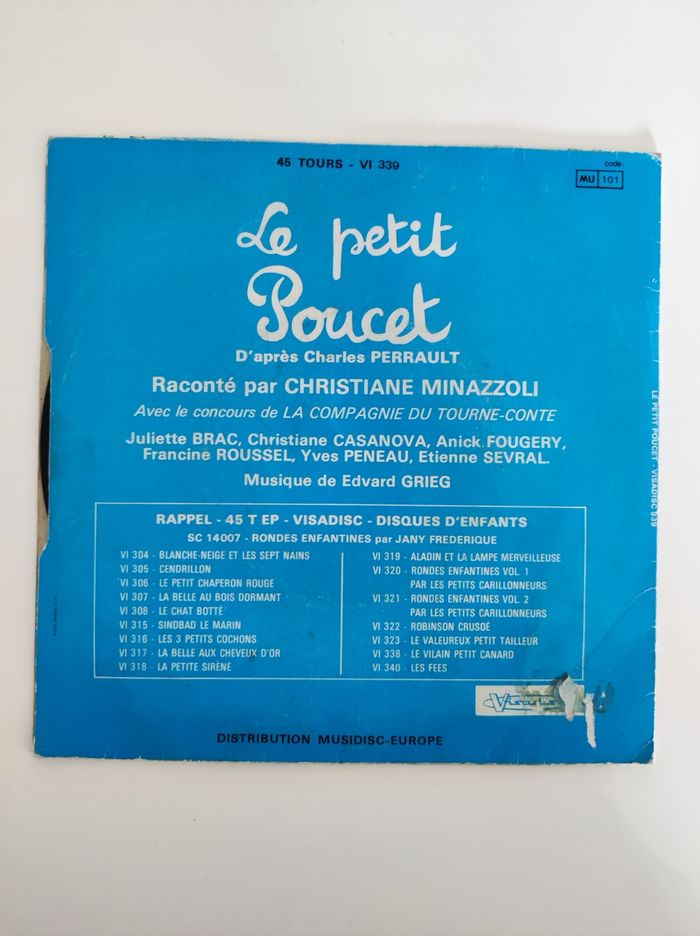 45 TOURS - VI 339
code
MU 101
Le petit
Poucet
D'après Charles PERRAULT
Raconté par CHRISTIANE MINAZZOLI
Avec le concours de LA COMPAGNIE DU TOURNE-CONTE
Juliette BRAC, Christiane CASANOVA, Anick FOUGERY,
Francine ROUSSEL, Yves PENEAU, Etienne SEVRAL.
Musique de Edvard GRIEG
RAPPEL - 45 T EP - VISADISC - DISQUES D'ENFANTS
SC 14007 - RONDES ENFANTINES par JANY FREDERIQUE
VI 304 - BLANCHE-NEIGE ET LES SEPT NAINS
VI 305 - CENDRILLON
VI 306 - LE PETIT CHAPERON ROUGE
VI 307 - LA BELLE AU BOIS DORMANT
VI 308 - LE CHAT BOTTÉ
VI 315 - SINDBAD LE MARIN
VI 316 - LES 3 PETITS COCHONS
VI 317 - LA BELLE AUX CHEVEUX D'OR
VI 318 - LA PETITE SIRÈNE
VI 319 - ALADIN ET LA LAMPE MERVEILLEUSE
VI 320 - RONDES ENFANTINES VOL. 1
PAR LES PETITS CARILLONNEURS
VI 321 - RONDES ENFANTINES VOL. 2
PAR LES PETITS CARILLONNEURS
VI 322 - ROBINSON CRUSOÉ
VI 323 - LE VALEUREUX PETIT TAILLEUR
VI 338 - LE VILAIN PETIT CANARD
VI 340 - LES FEES
DISTRIBUTION MUSIDISC-EUROPE
LE PETIT POUCET - VISADISC 339